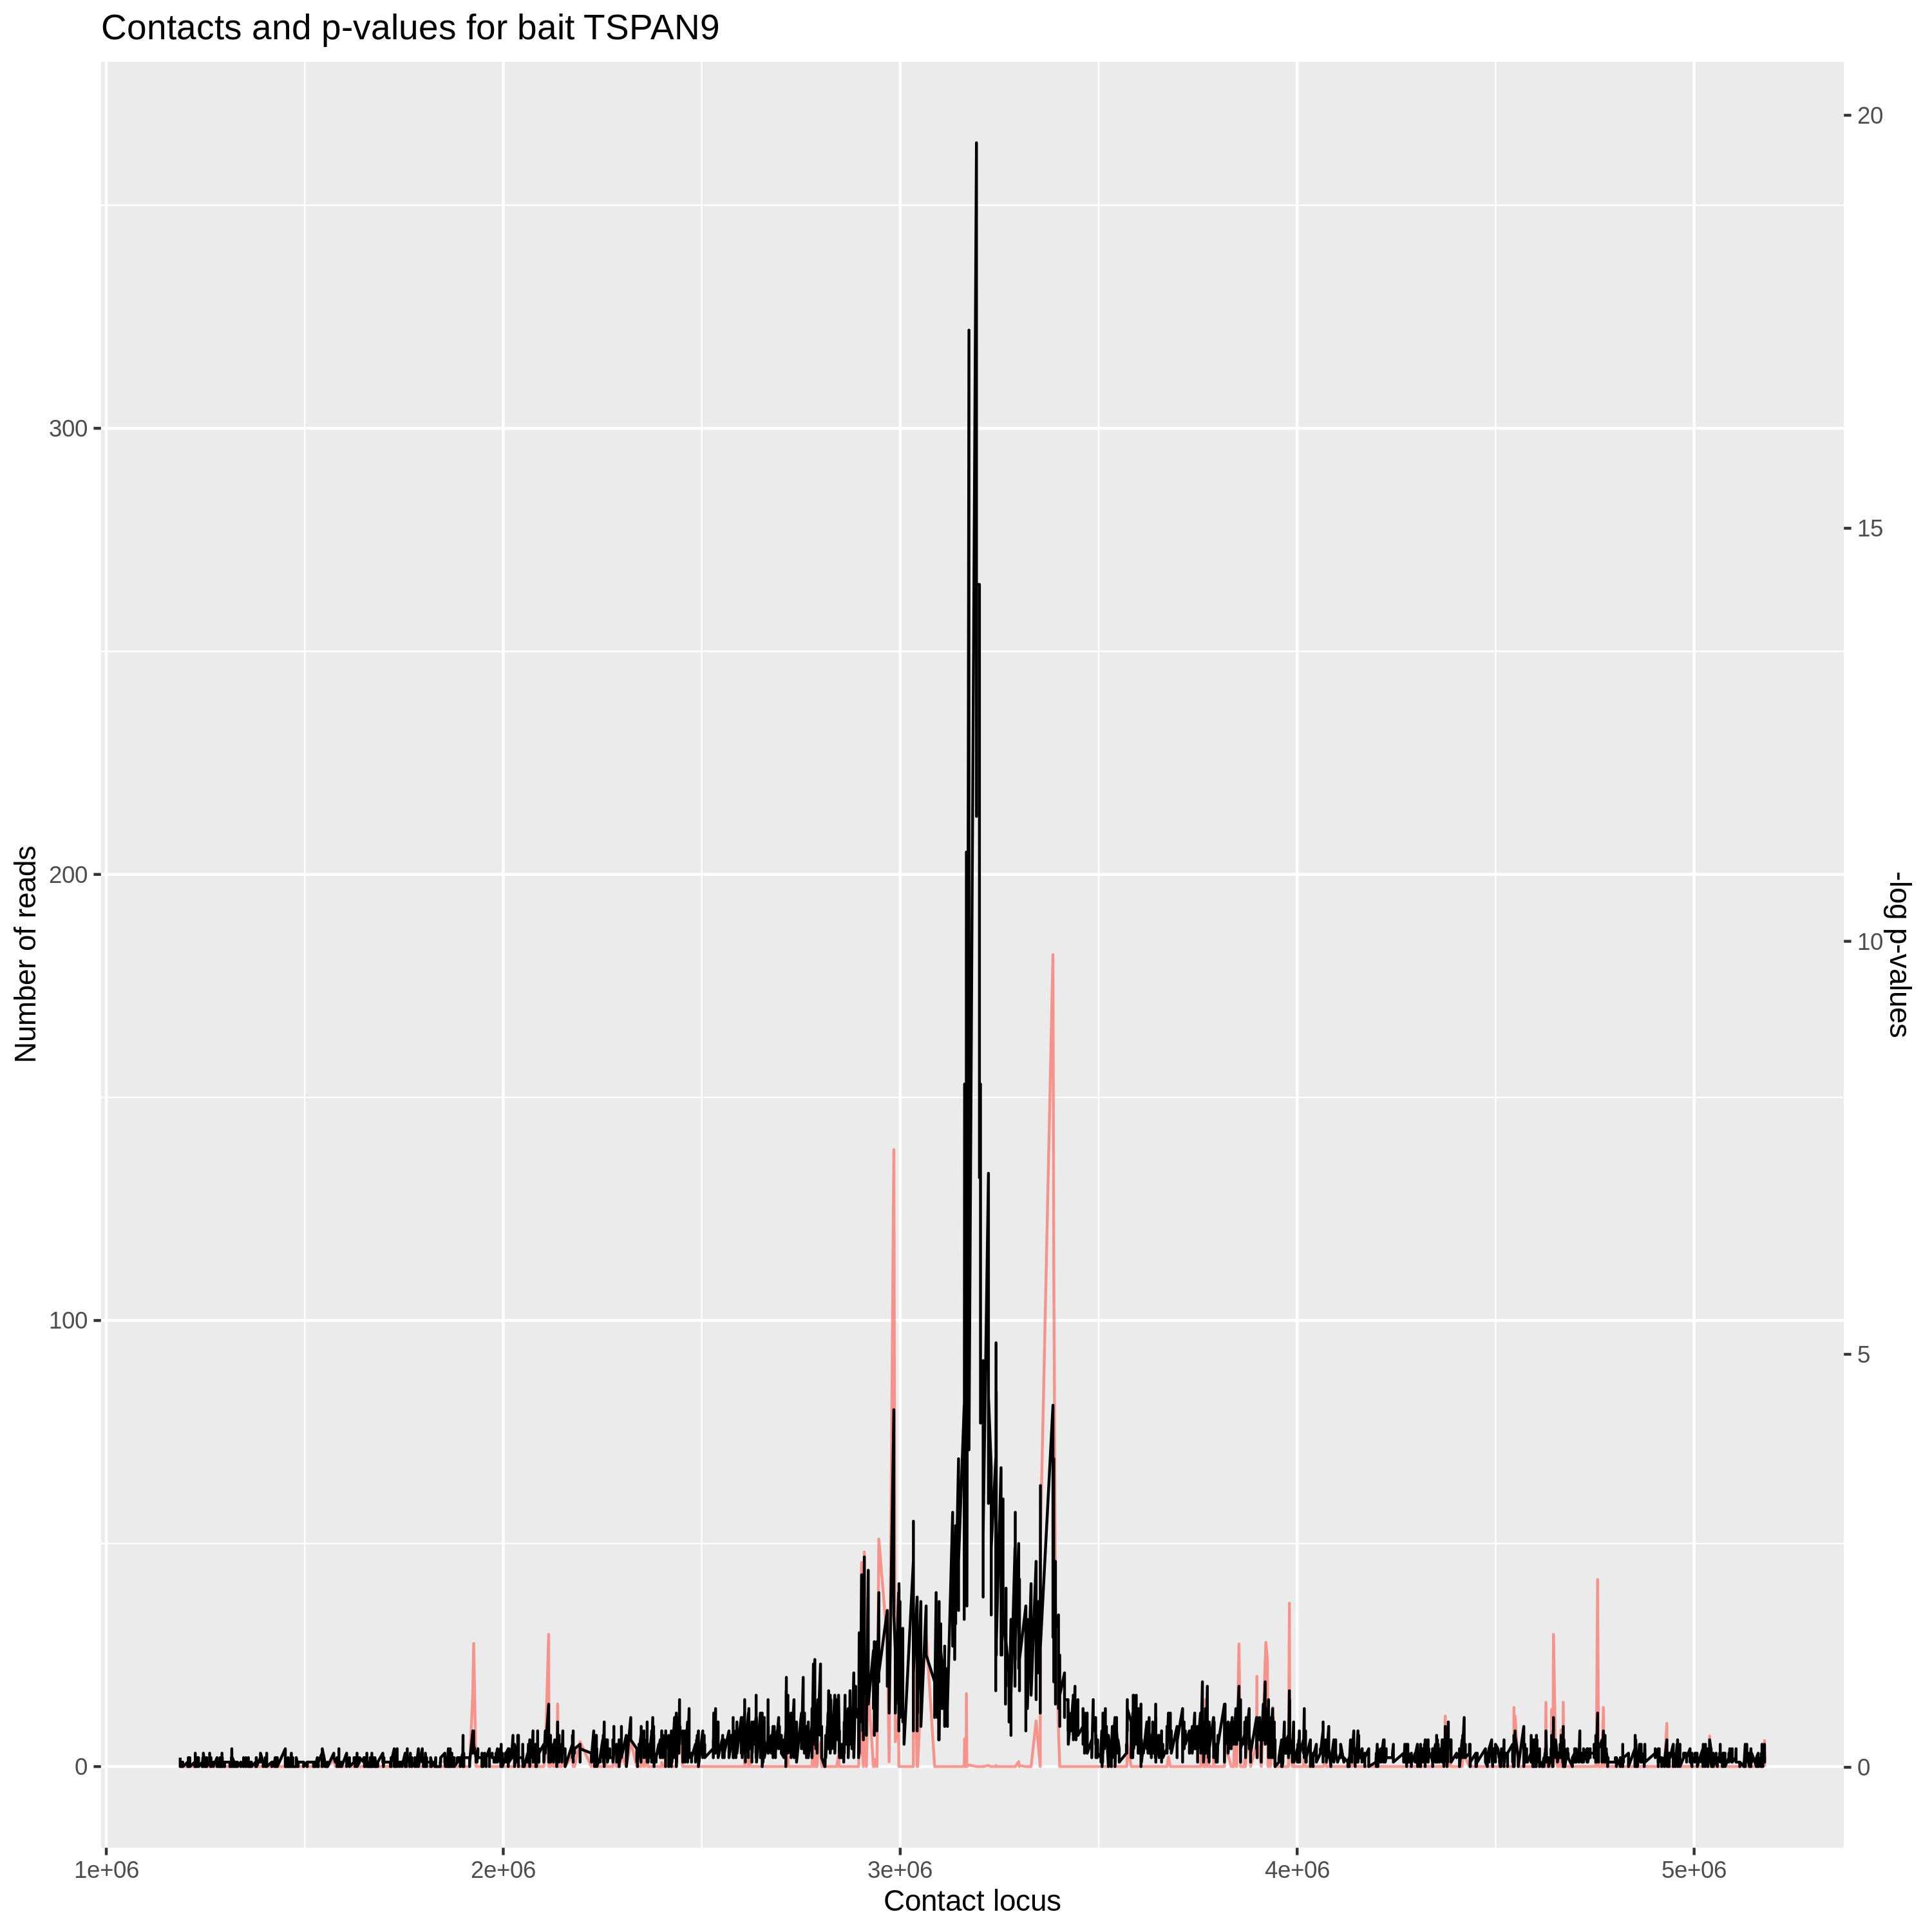 Contacts and p-values for bait TSPAN9
20
15
10
5
0
-log p-values
300
200
100
0
Number of reads
1e+06 2e+06 3e+06 4e+06 5e+06
Contact locus